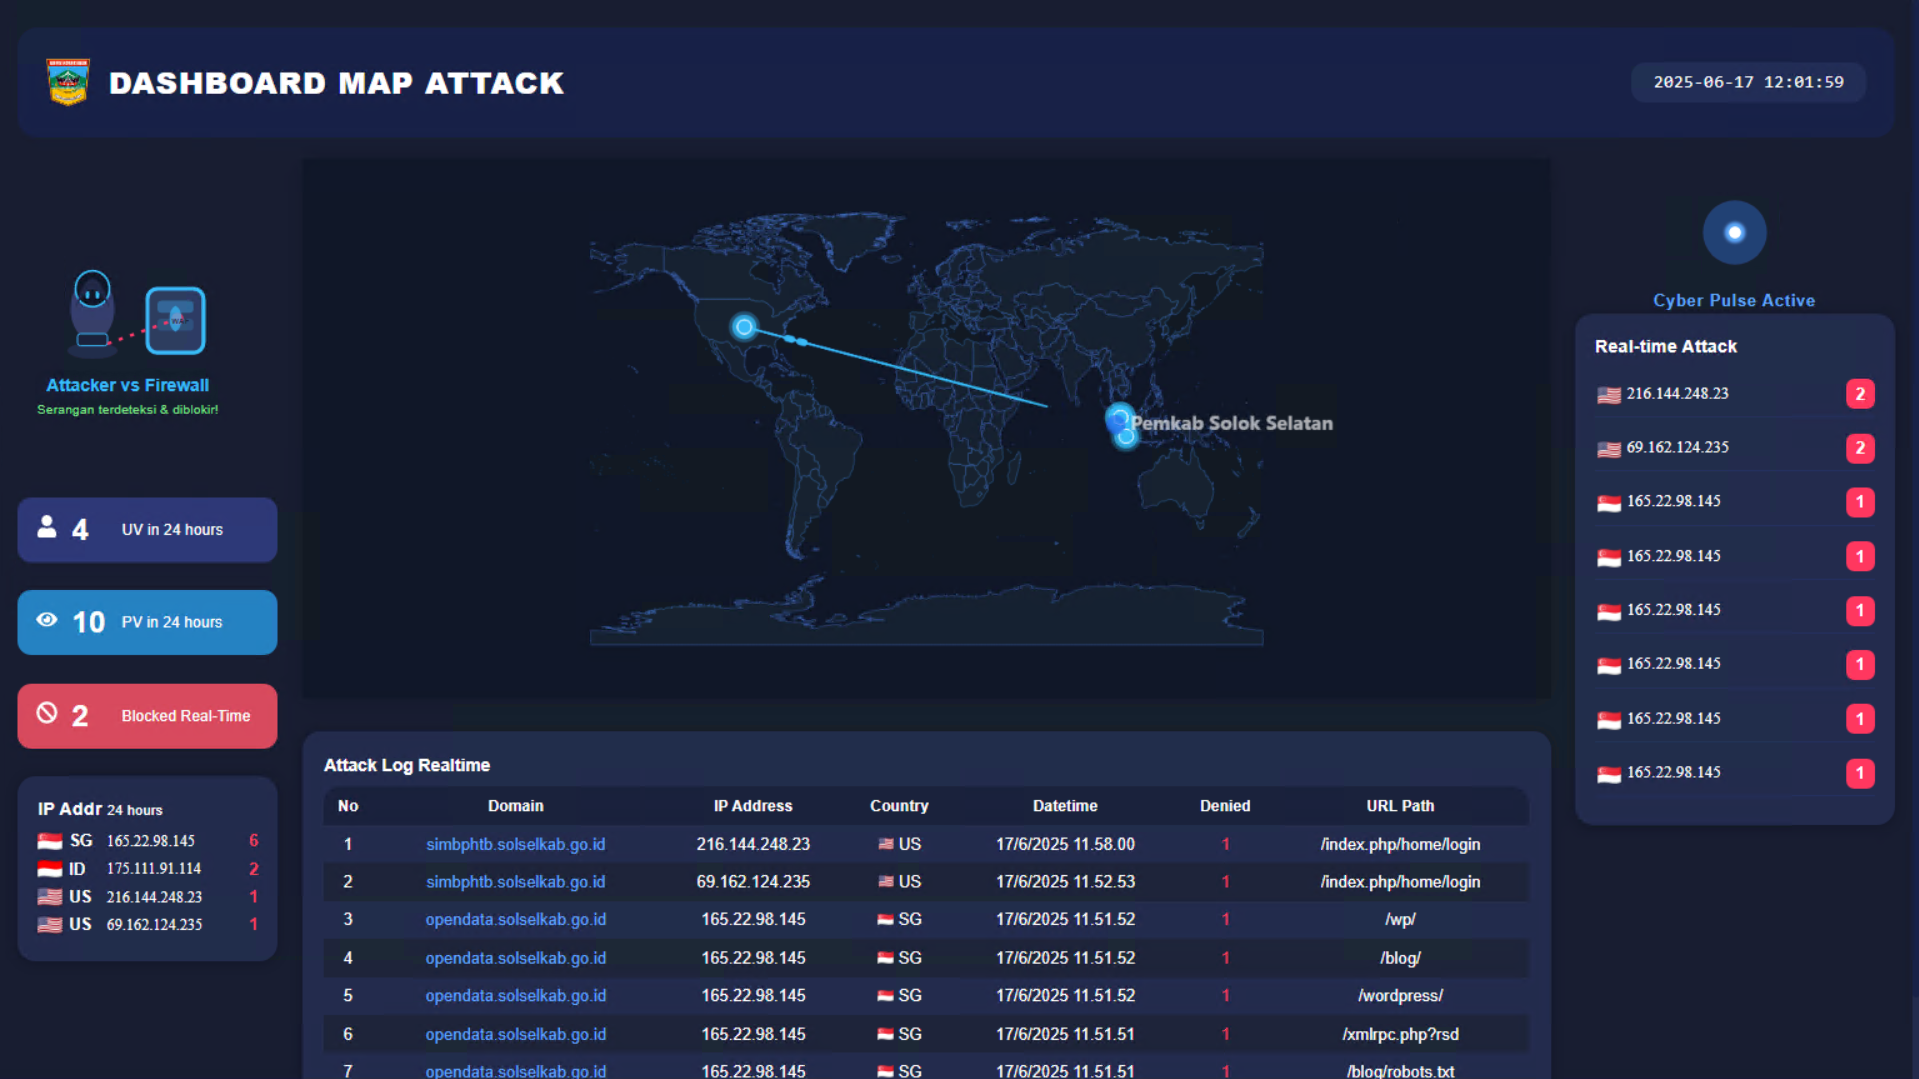 DASHBOARD MAP ATTACK
2025-06-17 12:01:59
Attacker vs Firewall
Serangan terdeteksi & diblokir!
4 UV in 24 hours
10 PV in 24 hours
2 Blocked Real-Time
IP Addr 24 hours
SG 165.22.98.145 6
ID 175.111.91.114 2
US 216.144.248.23 1
US 69.162.124.235 1
Pemkab Solok Selatan
Attack Log Realtime
No Domain IP Address Country Datetime Denied URL Path
1 simbphtb.solselkab.go.id 216.144.248.23 US 17/6/2025 11.58.00 1 /index.php/home/login
2 simbphtb.solselkab.go.id 69.162.124.235 US 17/6/2025 11.52.53 1 /index.php/home/login
3 opendata.solselkab.go.id 165.22.98.145 SG 17/6/2025 11.51.52 1 /wp/
4 opendata.solselkab.go.id 165.22.98.145 SG 17/6/2025 11.51.52 1 /blog/
5 opendata.solselkab.go.id 165.22.98.145 SG 17/6/2025 11.51.52 1 /wordpress/
6 opendata.solselkab.go.id 165.22.98.145 SG 17/6/2025 11.51.51 1 /xmlrpc.php?rsd
7 opendata.solselkab.go.id 165.22.98.145 SG 17/6/2025 11.51.51 1 /blog/robots.txt
Cyber Pulse Active
Real-time Attack
216.144.248.23 2
69.162.124.235 2
165.22.98.145 1
165.22.98.145 1
165.22.98.145 1
165.22.98.145 1
165.22.98.145 1
165.22.98.145 1